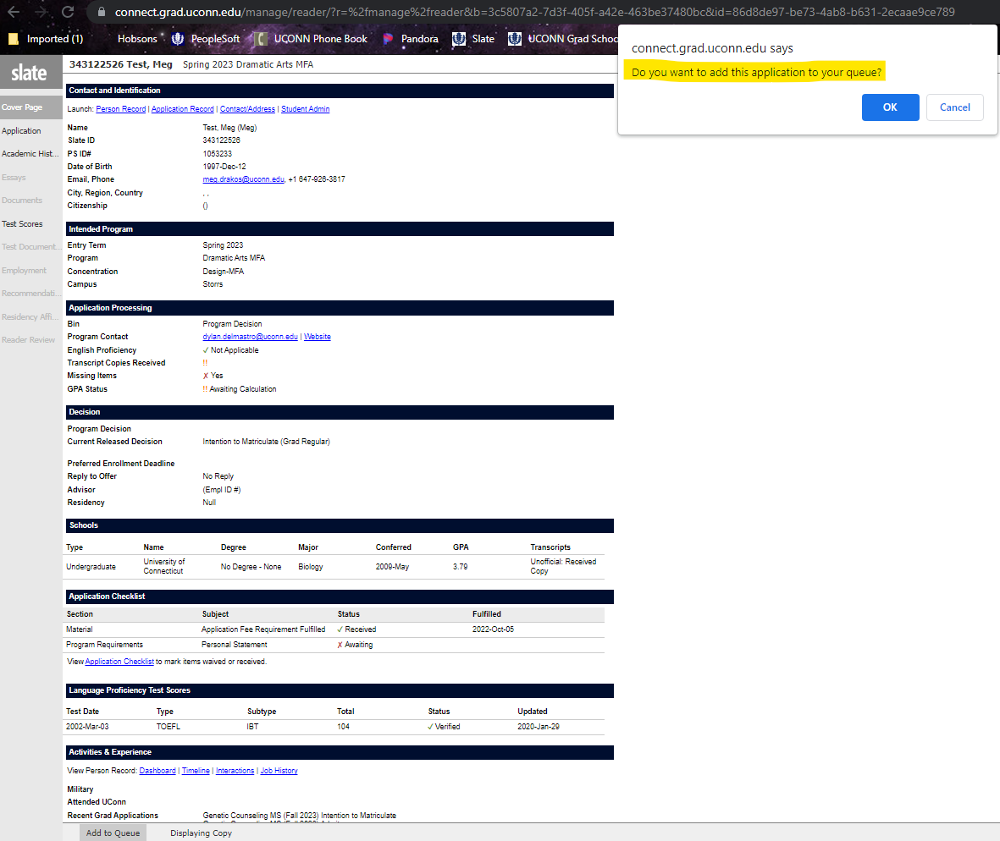 connect.grad.uconn.edu/manage/reader/?r=%2fmanage%2freader&b=3c5807a2-7d3f-405f-a42e-463be37480bc&id=86d8de97-be73-4ab8-b631-2ecaae9ce789
Imported (1) Hobsons PeopleSoft UCONN Phone Book Pandora Slate UCONN Grad Schoo
connect.grad.uconn.edu says
Do you want to add this application to your queue?
OK Cancel
slate
343122526 Test, Meg Spring 2023 Dramatic Arts MFA
Cover Page
Application
Academic Hist...
Essays
Documents
Test Scores
Test Document...
Employment
Recommendati...
Residency Affi...
Reader Review
Contact and Identification
Launch: Person Record | Application Record | Contact/Address | Student Admin
Name Test, Meg (Meg)
Slate ID 343122526
PS ID# 1053233
Date of Birth 1997-Dec-12
Email, Phone meg.drakos@uconn.edu, +1 647-926-3817
City, Region, Country , ,
Citizenship ()
Intended Program
Entry Term Spring 2023
Program Dramatic Arts MFA
Concentration Design-MFA
Campus Storrs
Application Processing
Bin Program Decision
Program Contact dylan.delmastro@uconn.edu | Website
English Proficiency ✓ Not Applicable
Transcript Copies Received !!
Missing Items ✗ Yes
GPA Status !! Awaiting Calculation
Decision
Program Decision
Current Released Decision Intention to Matriculate (Grad Regular)
Preferred Enrollment Deadline
Reply to Offer No Reply
Advisor (Empl ID #)
Residency Null
Schools
Type Name Degree Major Conferred GPA Transcripts
Undergraduate University of Connecticut No Degree - None Biology 2009-May 3.79 Unofficial: Received Copy
Application Checklist
Section Subject Status Fulfilled
Material Application Fee Requirement Fulfilled ✓ Received 2022-Oct-05
Program Requirements Personal Statement ✗ Awaiting
View Application Checklist to mark items waived or received.
Language Proficiency Test Scores
Test Date Type Subtype Total Status Updated
2002-Mar-03 TOEFL IBT 104 ✓ Verified 2020-Jan-29
Activities & Experience
View Person Record: Dashboard | Timeline | Interactions | Job History
Military
Attended UConn
Recent Grad Applications Genetic Counseling MS (Fall 2023) Intention to Matriculate
Add to Queue Displaying Copy